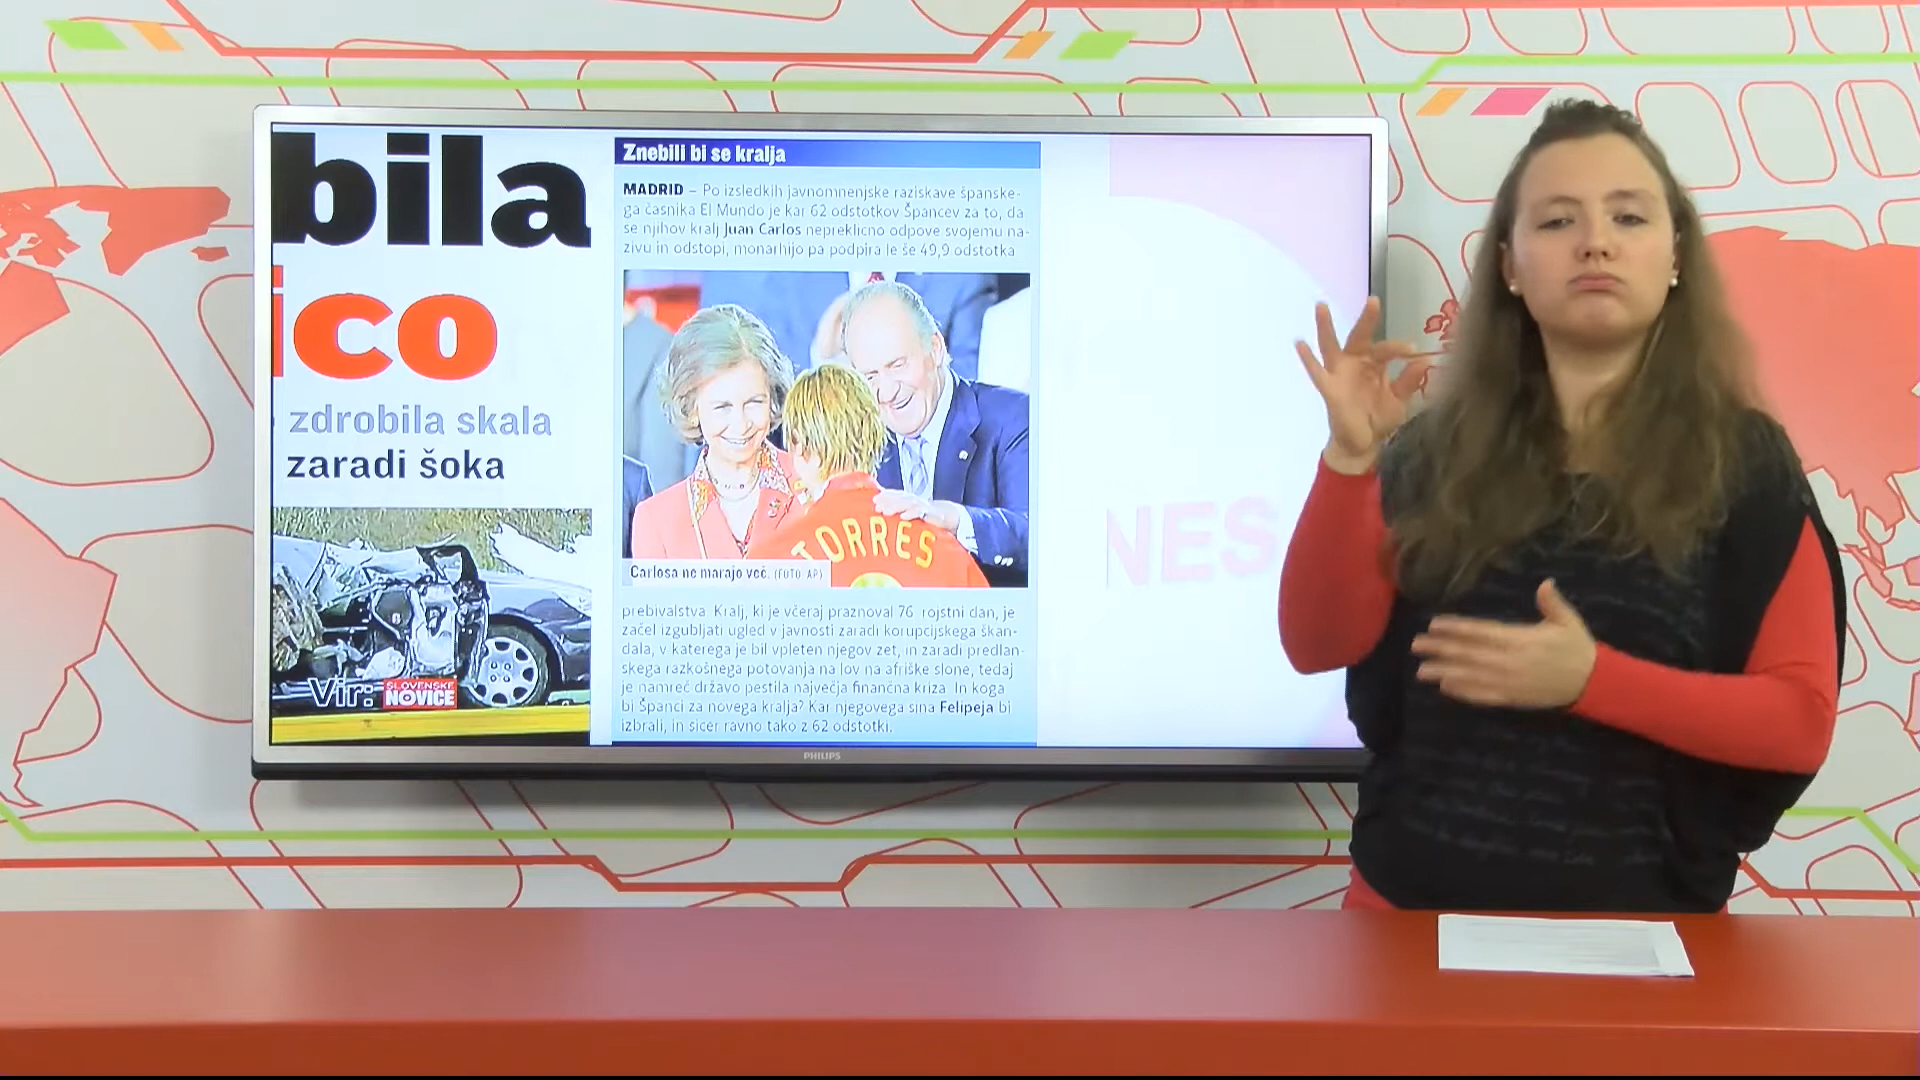 bila
ico
zdrobila skala
zaradi šoka
Vir: SLOVENSKE
NOVICE
Znebili bi se kralja
MADRID – Po izsledkih javnomnenjske raziskave španske-
ga časnika El Mundo je kar 62 odstotkov Špancev za to, da
se njihov kralj Juan Carlos nepreklicno odpove svojemu na-
zivu in odstopi, monarhijo pa podpira le še 49,9 odstotka
TORRES
Carlosa ne marajo več. (FOTO: AP)
prebivalstva. Kralj, ki je včeraj praznoval 76. rojstni dan, je
začel izgubljati ugled v javnosti zaradi korupcijskega škan-
dala, v katerega je bil vpleten njegov zet, in zaradi predlan-
skega razkošnega potovanja na lov na afriške slone, tedaj
je namreč državo pestila največja finančna kriza. In koga
bi Španci za novega kralja? Kar njegovega sina Felipeja bi
izbrali, in sicer ravno tako z 62 odstotki.
NES
PHILIPS